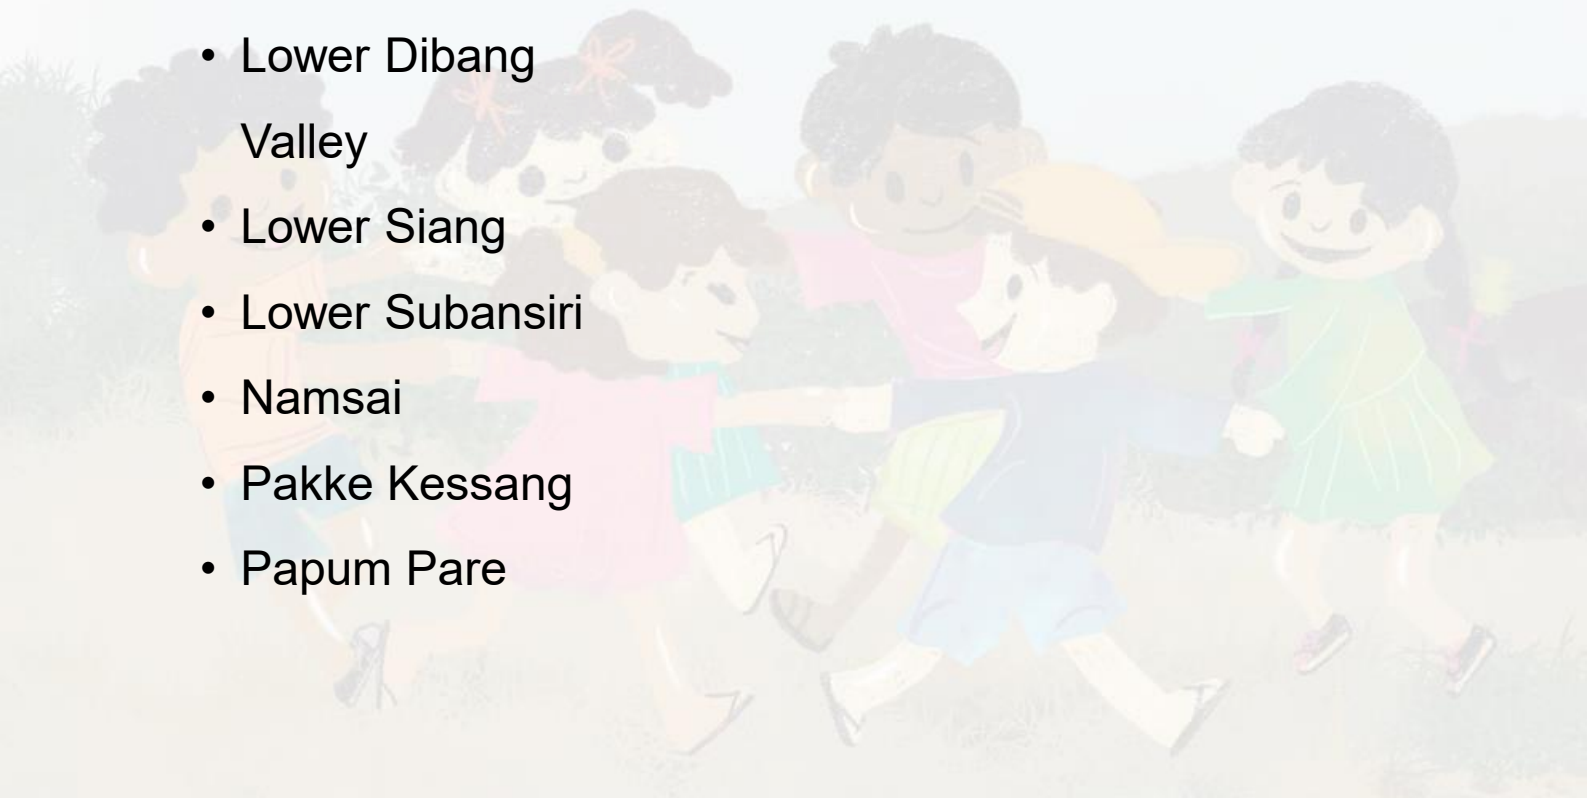 • Lower Dibang
Valley
• Lower Siang
• Lower Subansiri
• Namsai
• Pakke Kessang
• Papum Pare